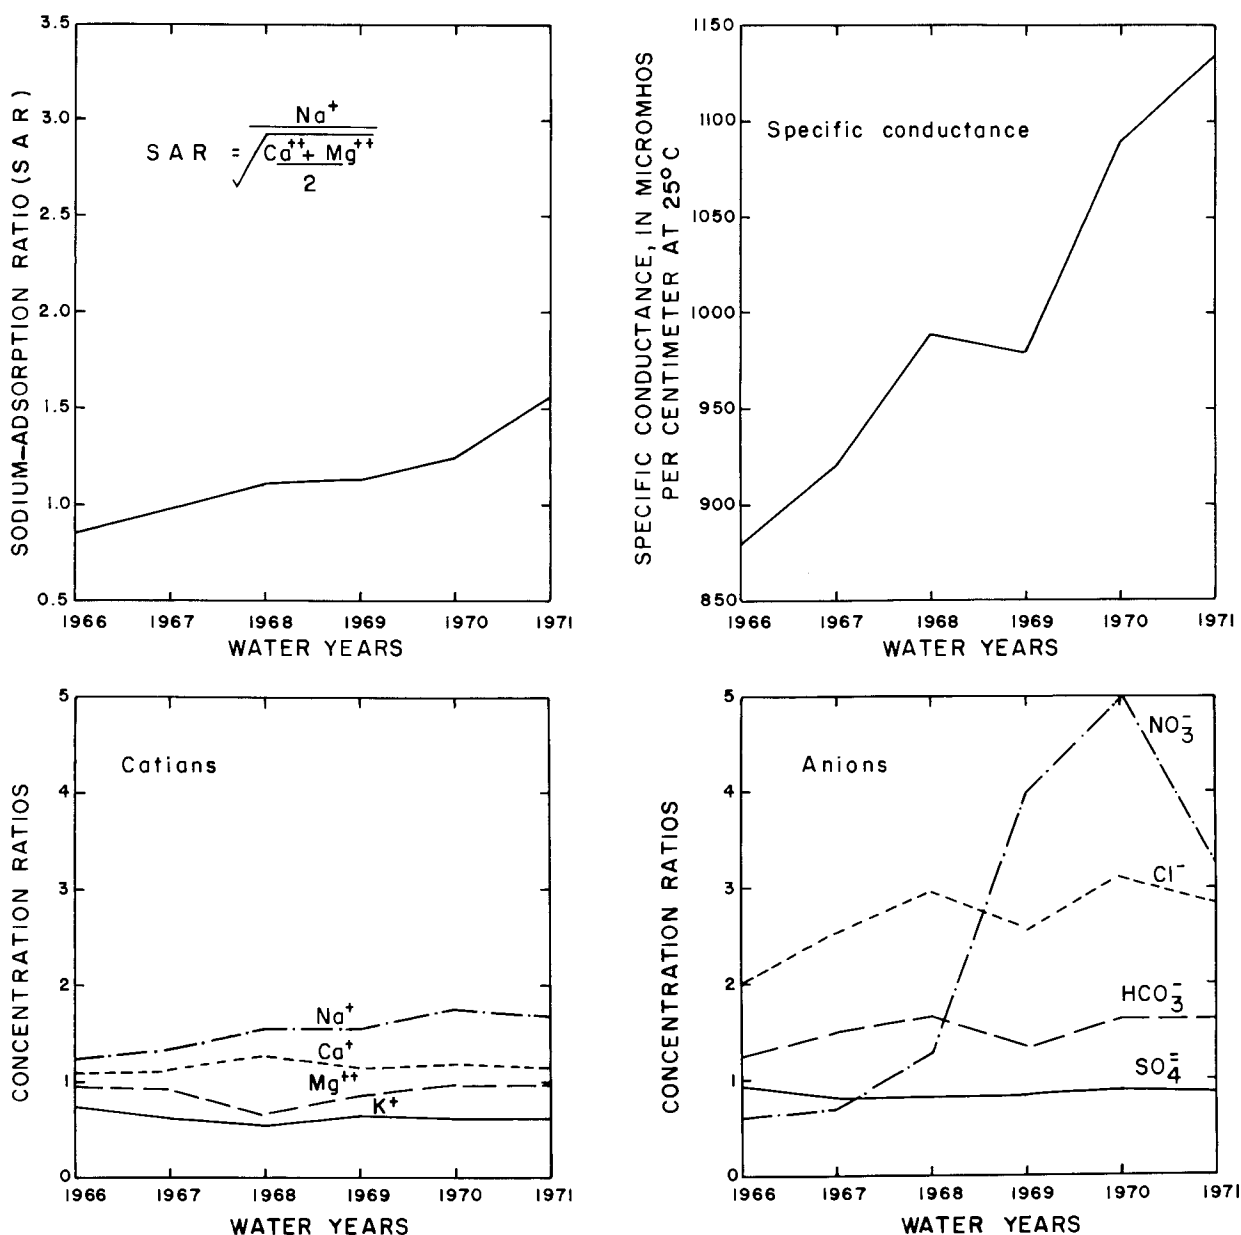 SODIUM–ADSORPTION RATIO (S A R)
3.5
3.0
2.5
2.0
1.5
1.0
0.5
Na+
S A R = √
Ca++ + Mg++
2
1966 1967 1968 1969 1970 1971
WATER YEARS
SPECIFIC CONDUCTANCE, IN MICROMHOS
PER CENTIMETER AT 25° C
1150
1100
1050
1000
950
900
850
Specific conductance
1966 1967 1968 1969 1970 1971
WATER YEARS
CONCENTRATION RATIOS
5
4
3
2
1
0
Catians
Na+
Ca+
Mg++
K+
1966 1967 1968 1969 1970 1971
WATER YEARS
CONCENTRATION RATIOS
5
4
3
2
1
0
Anions
NO3-
Cl-
HCO3-
SO4=
1966 1967 1968 1969 1970 1971
WATER YEARS